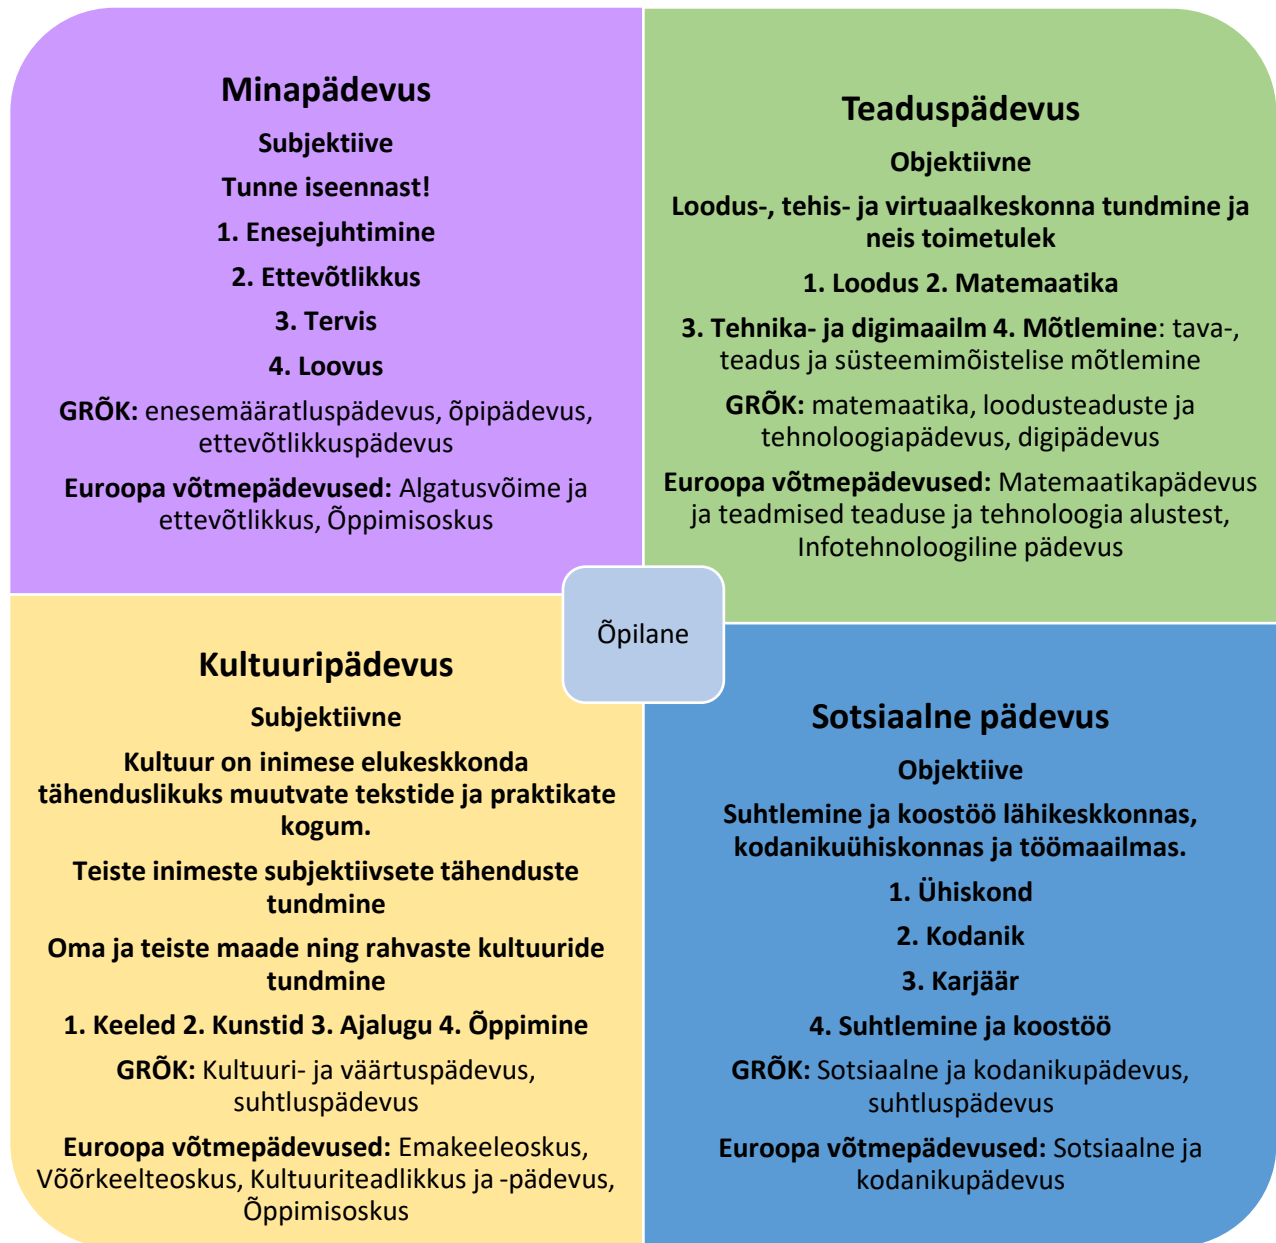 Minapädevus
Subjektiive
Tunne iseennast!
1. Enesejuhtimine
2. Ettevõtlikkus
3. Tervis
4. Loovus
GRÕK: enesemääratluspädevus, õpipädevus,
ettevõtlikkuspädevus
Euroopa võtmepädevused: Algatusvõime ja
ettevõtlikkus, Õppimisoskus
Teaduspädevus
Objektiivne
Loodus-, tehis- ja virtuaalkeskonna tundmine ja
neis toimetulek
1. Loodus 2. Matemaatika
3. Tehnika- ja digimaailm 4. Mõtlemine: tava-,
teadus ja süsteemimõistelise mõtlemine
GRÕK: matemaatika, loodusteaduste ja
tehnoloogiapädevus, digipädevus
Euroopa võtmepädevused: Matemaatikapädevus
ja teadmised teaduse ja tehnoloogia alustest,
Infotehnoloogiline pädevus
Õpilane
Kultuuripädevus
Subjektiivne
Kultuur on inimese elukeskkonda
tähenduslikuks muutvate tekstide ja praktikate
kogum.
Teiste inimeste subjektiivsete tähenduste
tundmine
Oma ja teiste maade ning rahvaste kultuuride
tundmine
1. Keeled 2. Kunstid 3. Ajalugu 4. Õppimine
GRÕK: Kultuuri- ja väärtuspädevus,
suhtluspädevus
Euroopa võtmepädevused: Emakeeleoskus,
Võõrkeelteoskus, Kultuuriteadlikkus ja -pädevus,
Õppimisoskus
Sotsiaalne pädevus
Objektiive
Suhtlemine ja koostöö lähikeskkonnas,
kodanikuühiskonnas ja töömaailmas.
1. Ühiskond
2. Kodanik
3. Karjäär
4. Suhtlemine ja koostöö
GRÕK: Sotsiaalne ja kodanikupädevus,
suhtluspädevus
Euroopa võtmepädevused: Sotsiaalne ja
kodanikupädevus